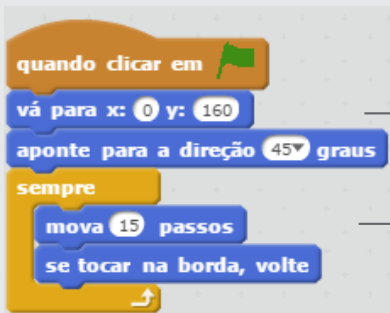 quando clicar em
vá para x: 0 y: 160
aponte para a direção 45 graus
sempre
mova 15 passos
se tocar na borda, volte